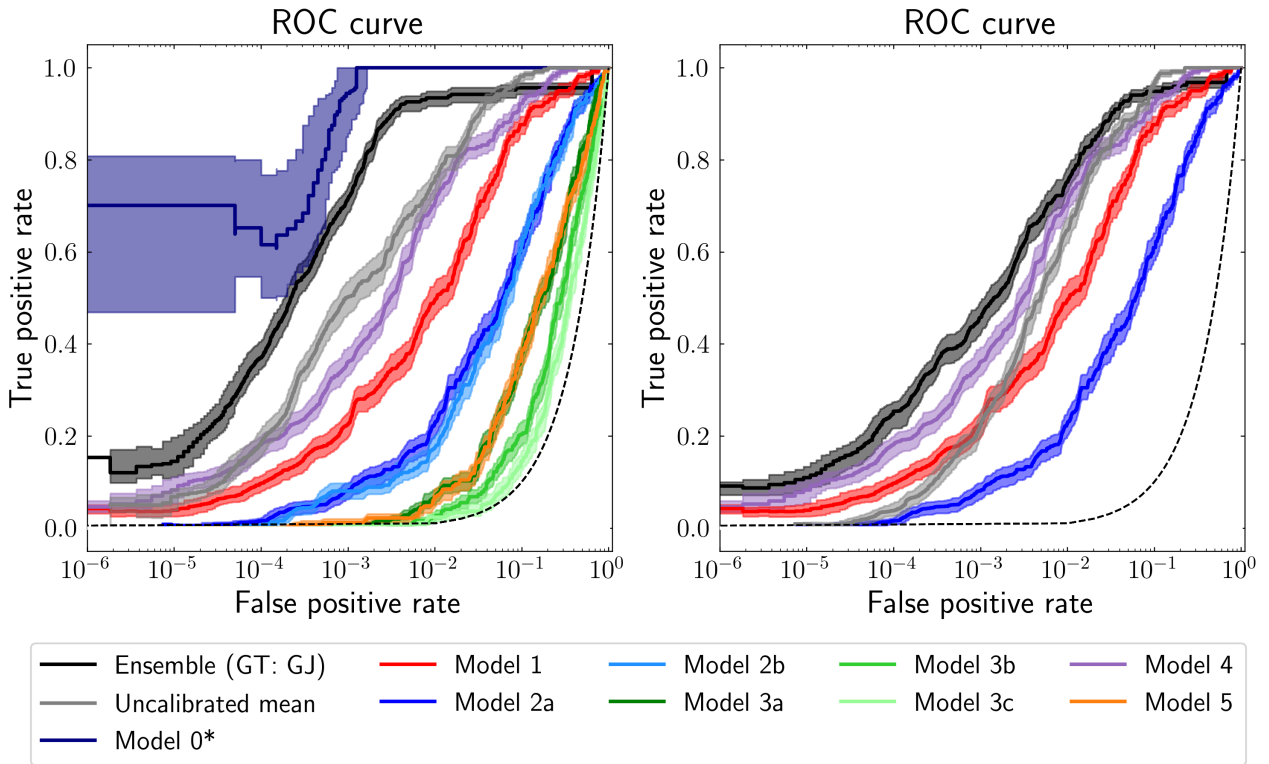 ROC curve
ROC curve
True positive rate
1.0
0.8
0.6
0.4
0.2
0.0
10⁻⁶ 10⁻⁵ 10⁻⁴ 10⁻³ 10⁻² 10⁻¹ 10⁰
False positive rate
True positive rate
1.0
0.8
0.6
0.4
0.2
0.0
10⁻⁶ 10⁻⁵ 10⁻⁴ 10⁻³ 10⁻² 10⁻¹ 10⁰
False positive rate
Ensemble (GT: GJ) Model 1 Model 2b Model 3b Model 4
Uncalibrated mean Model 2a Model 3a Model 3c Model 5
Model 0*